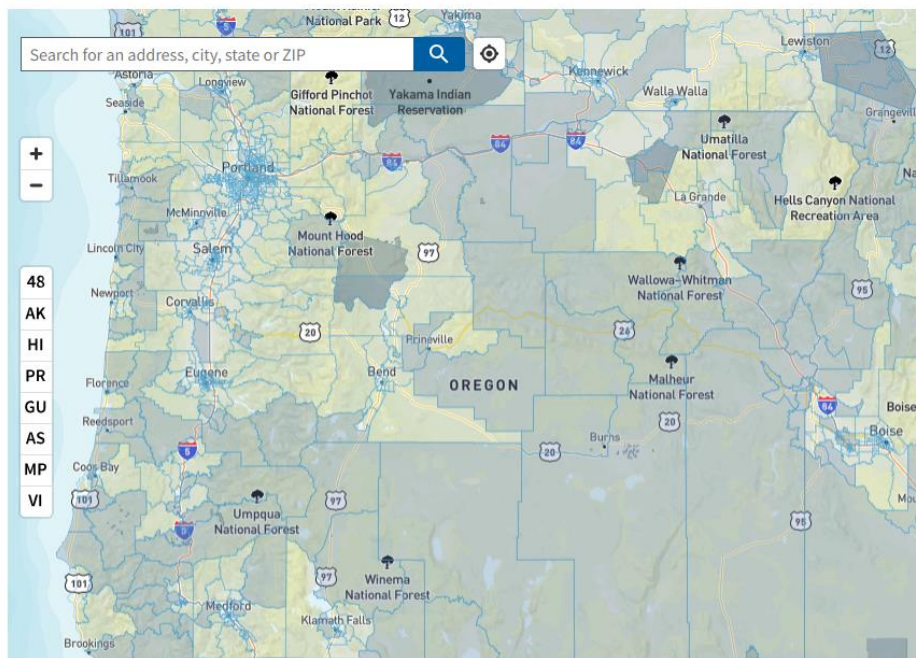 101
5
National Park
12
Yakima
Search for an address, city, state or ZIP
Lewiston
12
Astoria
Longview
Gifford Pinchot
National Forest
Yakama Indian
Reservation
Kennewick
Walla Walla
Seaside
Grangeville
84
84
84
Umatilla
National Forest
+
−
Portland
Tillamook
La Grande
Hells Canyon National
Recreation Area
Na
McMinnville
Mount Hood
National Forest
Lincoln City
Salem
97
48
AK
HI
PR
GU
AS
MP
VI
Newport
Wallowa-Whitman
National Forest
95
Corvallis
20
26
Prineville
Eugene
Bend
OREGON
Malheur
National Forest
Florence
84
Boise
Reedsport
20
Burns
Boise
5
20
Coos Bay
101
97
Mou
Umpqua
National Forest
5
95
Winema
National Forest
97
101
Medford
Klamath Falls
Brookings